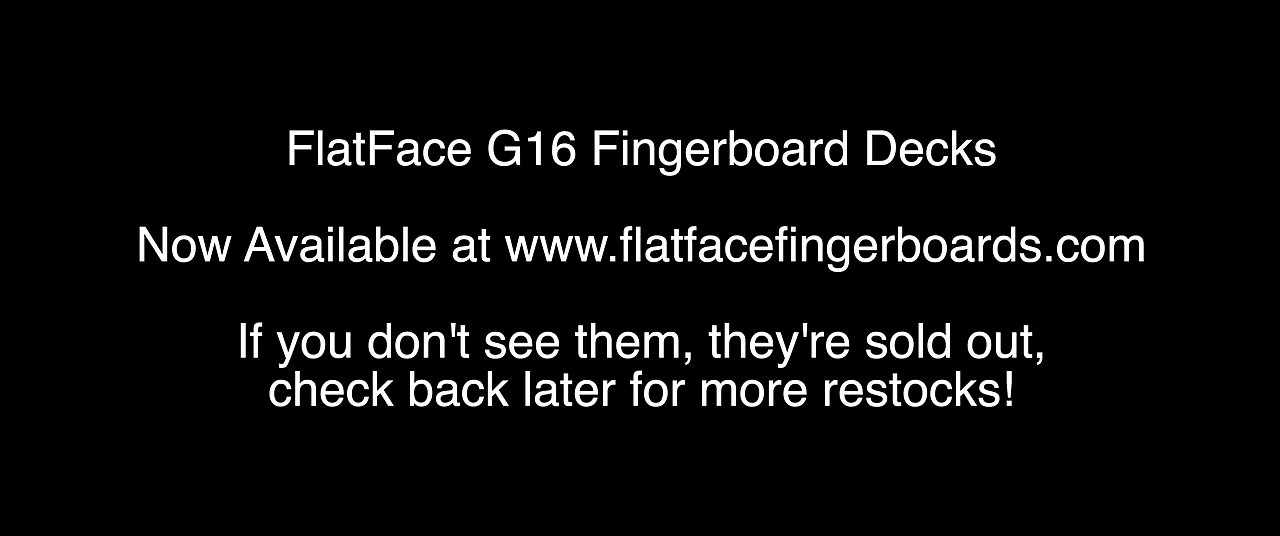 FlatFace G16 Fingerboard Decks
Now Available at www.flatfacefingerboards.com
If you don't see them, they're sold out,
check back later for more restocks!